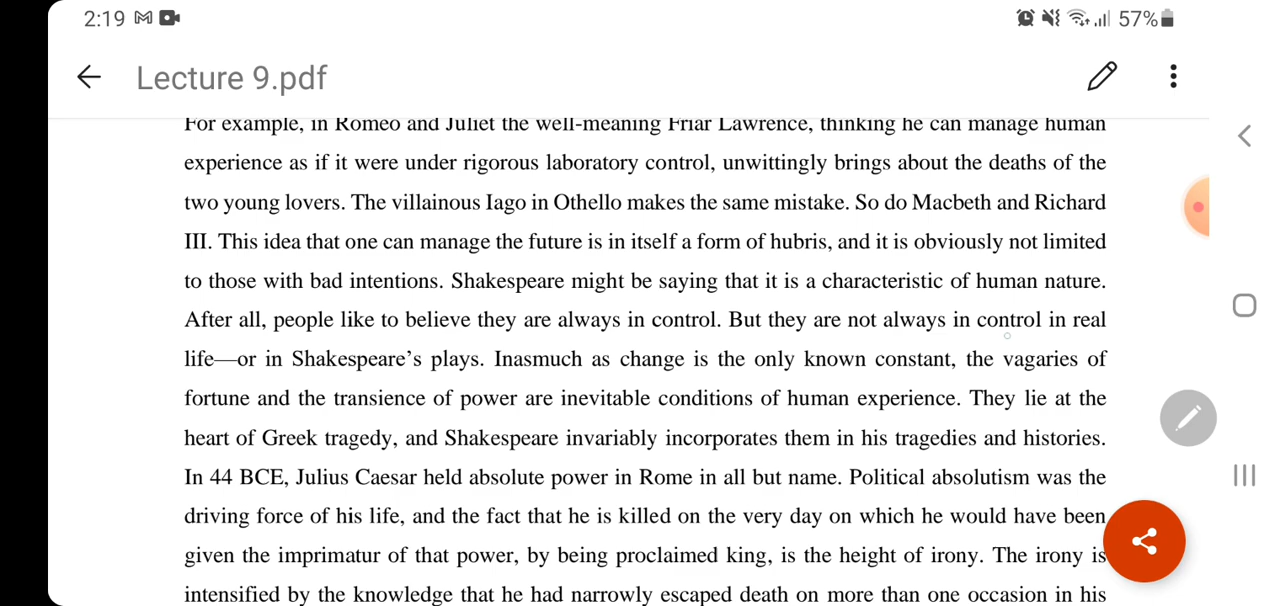 2:19 57%
Lecture 9.pdf
For example, in Romeo and Juliet the well-meaning Friar Lawrence, thinking he can manage human
experience as if it were under rigorous laboratory control, unwittingly brings about the deaths of the
two young lovers. The villainous Iago in Othello makes the same mistake. So do Macbeth and Richard
III. This idea that one can manage the future is in itself a form of hubris, and it is obviously not limited
to those with bad intentions. Shakespeare might be saying that it is a characteristic of human nature.
After all, people like to believe they are always in control. But they are not always in control in real
life—or in Shakespeare’s plays. Inasmuch as change is the only known constant, the vagaries of
fortune and the transience of power are inevitable conditions of human experience. They lie at the
heart of Greek tragedy, and Shakespeare invariably incorporates them in his tragedies and histories.
In 44 BCE, Julius Caesar held absolute power in Rome in all but name. Political absolutism was the
driving force of his life, and the fact that he is killed on the very day on which he would have been
given the imprimatur of that power, by being proclaimed king, is the height of irony. The irony is
intensified by the knowledge that he had narrowly escaped death on more than one occasion in his